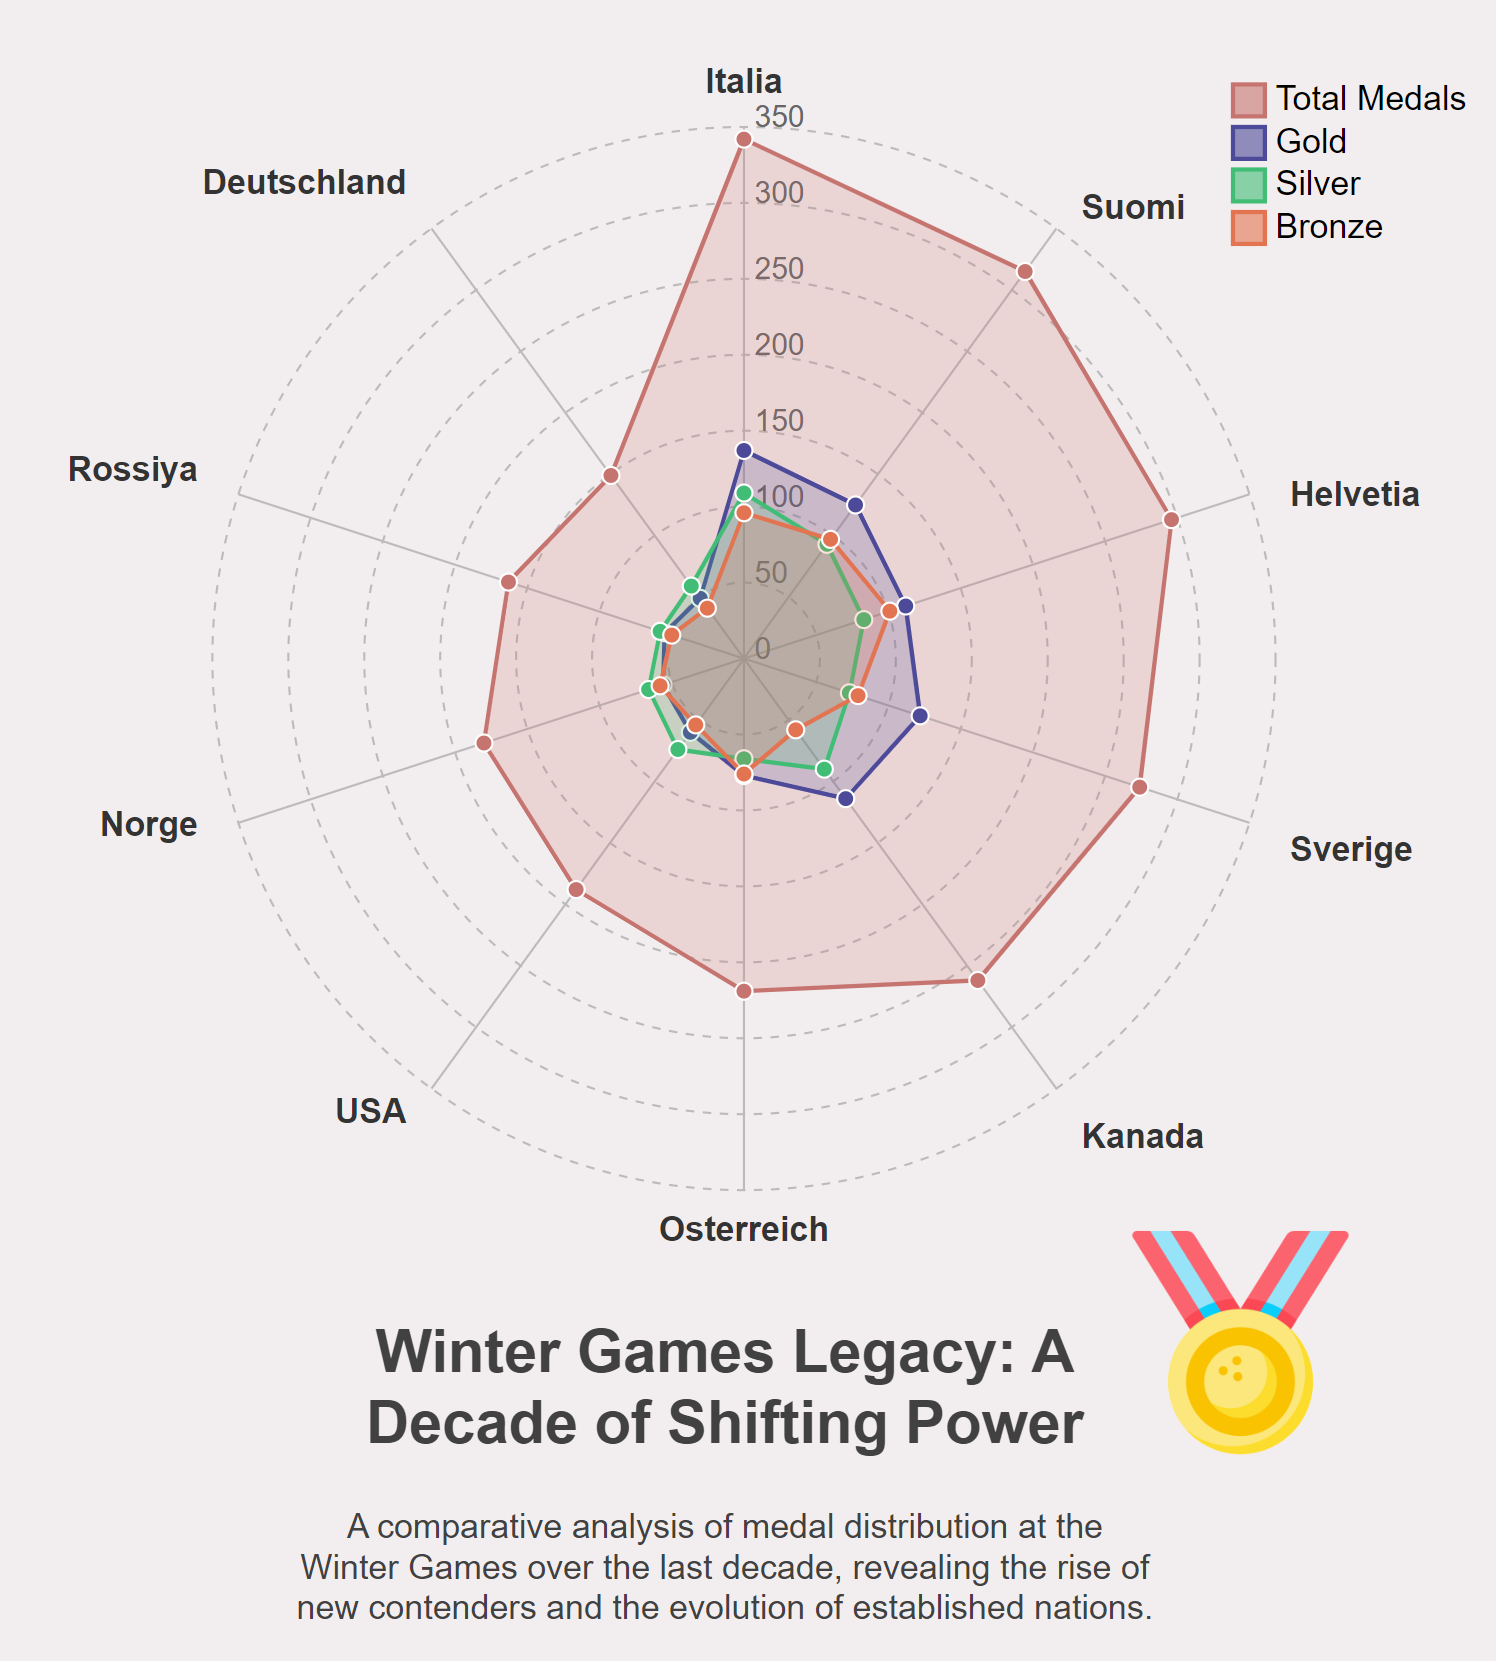 Italia
350
300
250
200
150
100
50
0
Suomi
Helvetia
Sverige
Kanada
Osterreich
USA
Norge
Rossiya
Deutschland
Total Medals
Gold
Silver
Bronze
Winter Games Legacy: A
Decade of Shifting Power
A comparative analysis of medal distribution at the
Winter Games over the last decade, revealing the rise of
new contenders and the evolution of established nations.